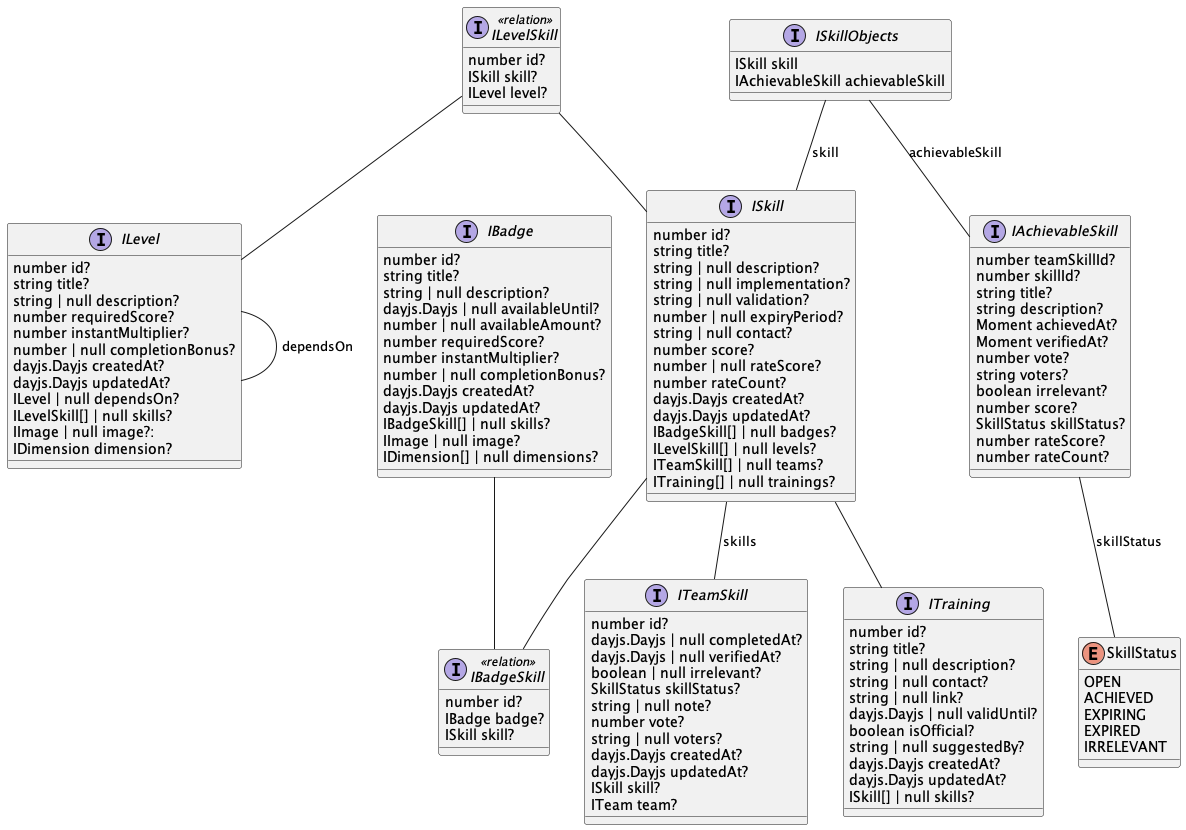 I
«relation»
ILevelSkill
number id?
ISkill skill?
ILevel level?
I
ISkillObjects
ISkill skill
IAchievableSkill achievableSkill
skill
achievableSkill
I
ILevel
number id?
string title?
string | null description?
number requiredScore?
number instantMultiplier?
number | null completionBonus?
dayjs.Dayjs createdAt?
dayjs.Dayjs updatedAt?
ILevel | null dependsOn?
ILevelSkill[] | null skills?
IImage | null image?:
IDimension dimension?
dependsOn
I
IBadge
number id?
string title?
string | null description?
dayjs.Dayjs | null availableUntil?
number | null availableAmount?
number requiredScore?
number instantMultiplier?
number | null completionBonus?
dayjs.Dayjs createdAt?
dayjs.Dayjs updatedAt?
IBadgeSkill[] | null skills?
IImage | null image?
IDimension[] | null dimensions?
I
ISkill
number id?
string title?
string | null description?
string | null implementation?
string | null validation?
number | null expiryPeriod?
string | null contact?
number score?
number | null rateScore?
number rateCount?
dayjs.Dayjs createdAt?
dayjs.Dayjs updatedAt?
IBadgeSkill[] | null badges?
ILevelSkill[] | null levels?
ITeamSkill[] | null teams?
ITraining[] | null trainings?
I
IAchievableSkill
number teamSkillId?
number skillId?
string title?
string description?
Moment achievedAt?
Moment verifiedAt?
number vote?
string voters?
boolean irrelevant?
number score?
SkillStatus skillStatus?
number rateScore?
number rateCount?
skills
skillStatus
I
«relation»
IBadgeSkill
number id?
IBadge badge?
ISkill skill?
I
ITeamSkill
number id?
dayjs.Dayjs | null completedAt?
dayjs.Dayjs | null verifiedAt?
boolean | null irrelevant?
SkillStatus skillStatus?
string | null note?
number vote?
string | null voters?
dayjs.Dayjs createdAt?
dayjs.Dayjs updatedAt?
ISkill skill?
ITeam team?
I
ITraining
number id?
string title?
string | null description?
string | null contact?
string | null link?
dayjs.Dayjs | null validUntil?
boolean isOfficial?
string | null suggestedBy?
dayjs.Dayjs createdAt?
dayjs.Dayjs updatedAt?
ISkill[] | null skills?
E
SkillStatus
OPEN
ACHIEVED
EXPIRING
EXPIRED
IRRELEVANT